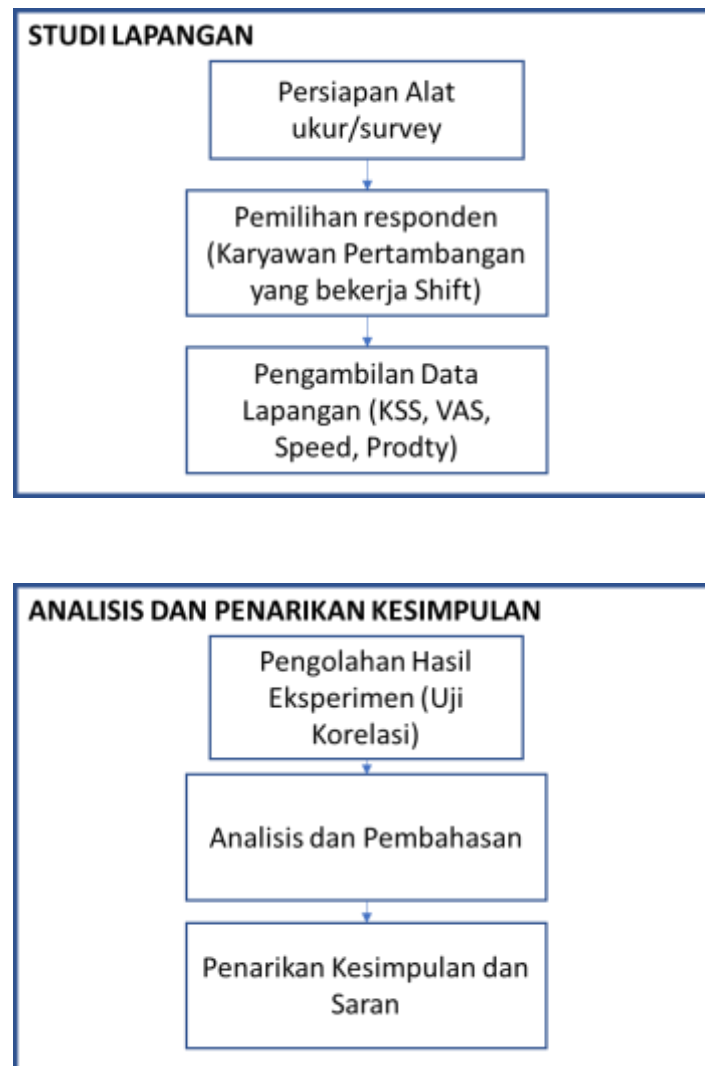 STUDI LAPANGAN
Persiapan Alat
ukur/survey
Pemilihan responden
(Karyawan Pertambangan
yang bekerja Shift)
Pengambilan Data
Lapangan (KSS, VAS,
Speed, Prodty)
ANALISIS DAN PENARIKAN KESIMPULAN
Pengolahan Hasil
Eksperimen (Uji
Korelasi)
Analisis dan Pembahasan
Penarikan Kesimpulan dan
Saran